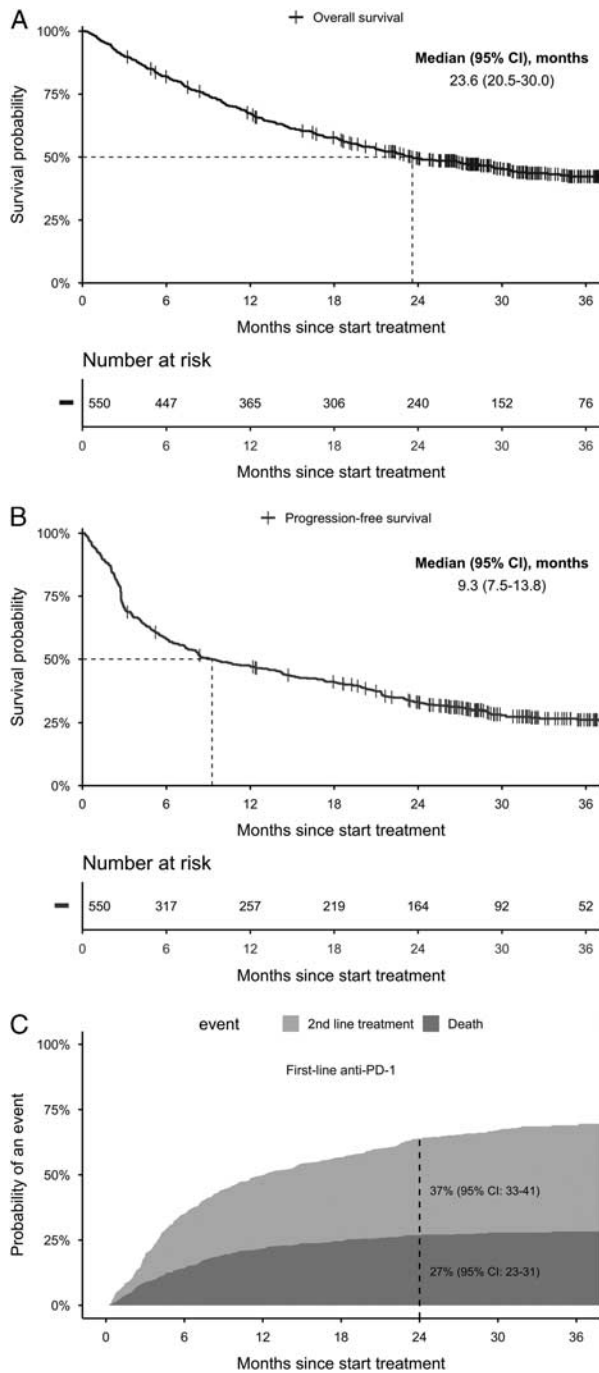 A
Overall survival
100%
75%
50%
25%
0%
Survival probability
Median (95% CI), months
23.6 (20.5-30.0)
0 6 12 18 24 30 36
Months since start treatment
Number at risk
550 447 365 306 240 152 76
0 6 12 18 24 30 36
Months since start treatment
B
Progression-free survival
100%
75%
50%
25%
0%
Survival probability
Median (95% CI), months
9.3 (7.5-13.8)
0 6 12 18 24 30 36
Months since start treatment
Number at risk
550 317 257 219 164 92 52
0 6 12 18 24 30 36
Months since start treatment
C
event 2nd line treatment Death
100%
75%
50%
25%
0%
Probability of an event
First-line anti-PD-1
37% (95% CI: 33-41)
27% (95% CI: 23-31)
0 6 12 18 24 30 36
Months since start treatment